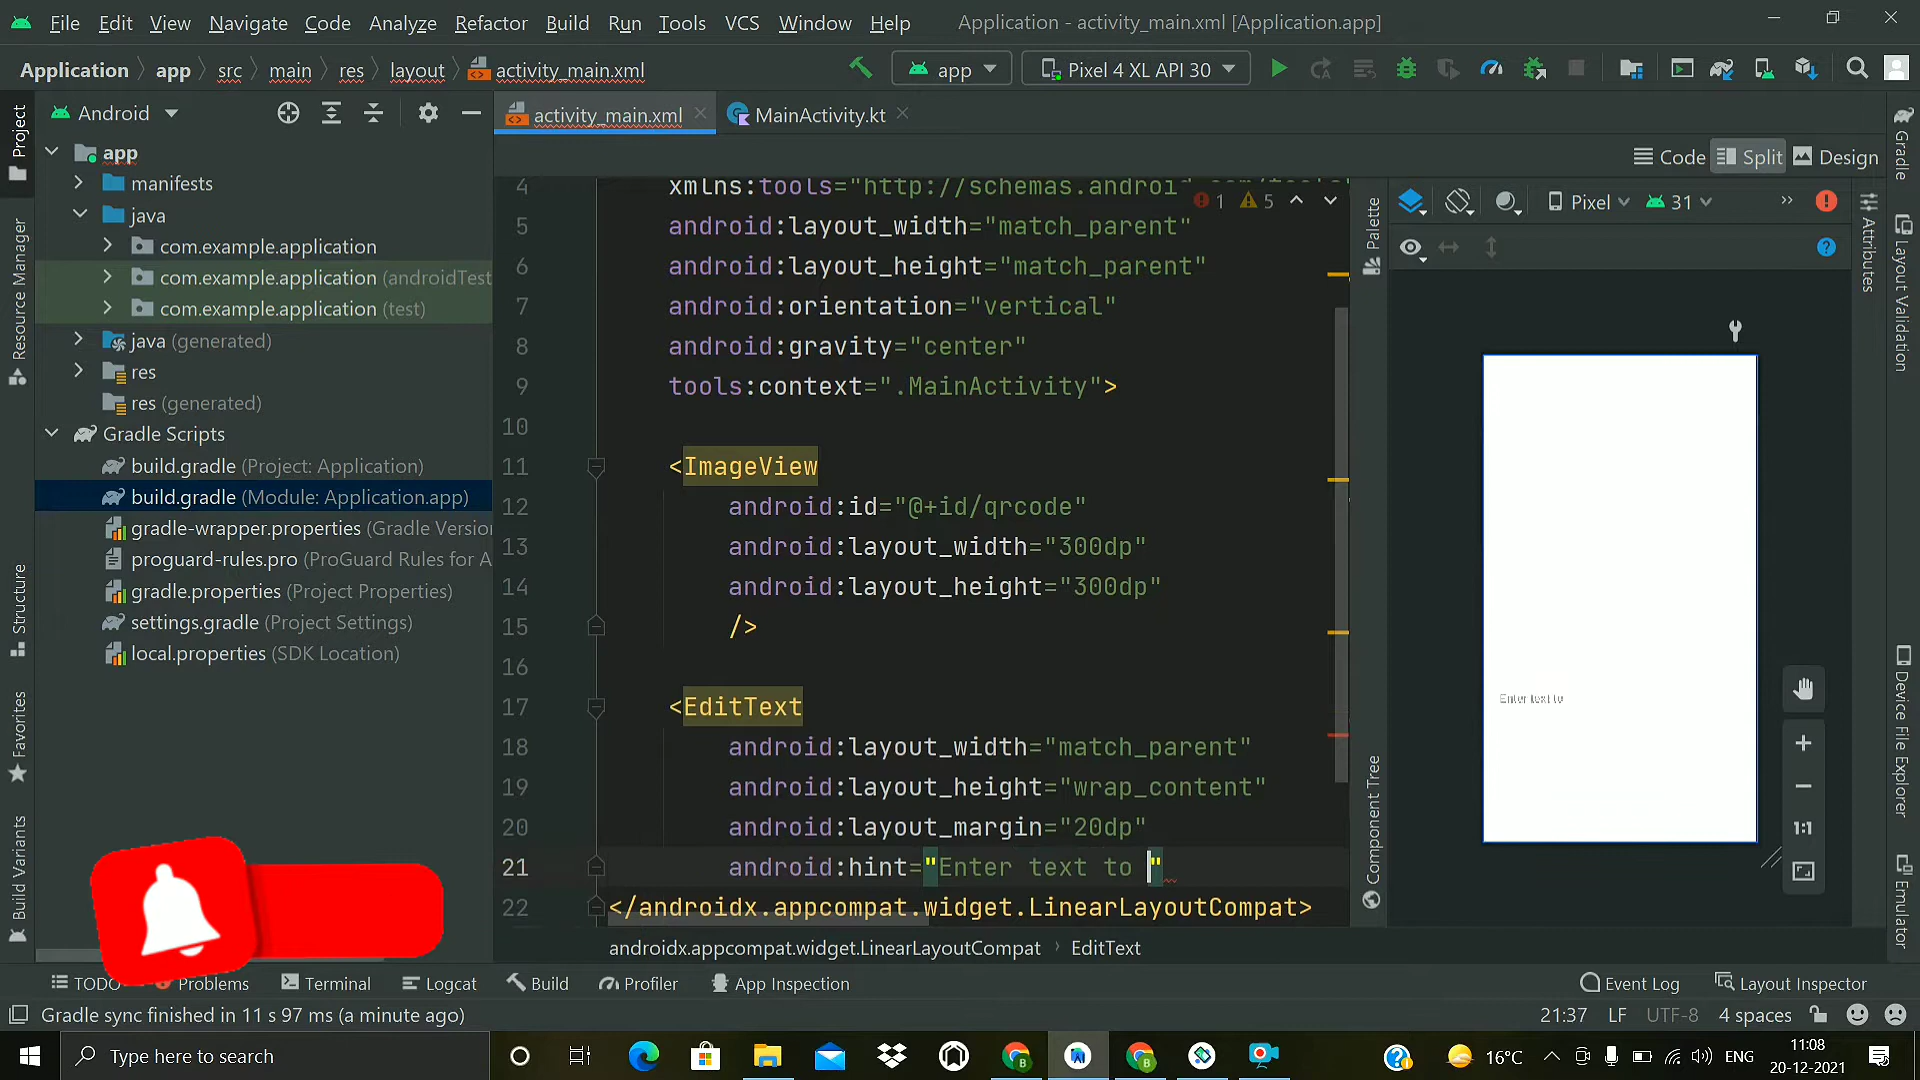 File Edit View Navigate Code Analyze Refactor Build Run Tools VCS Window Help Application - activity_main.xml [Application.app]
Application app src main res layout activity_main.xml app Pixel 4 XL API 30
Android
activity_main.xml MainActivity.kt
Code Split Design
app
manifests
java
com.example.application
com.example.application (androidTest
com.example.application (test)
java (generated)
res
res (generated)
Gradle Scripts
build.gradle (Project: Application)
build.gradle (Module: Application.app)
gradle-wrapper.properties (Gradle Version
proguard-rules.pro (ProGuard Rules for A
gradle.properties (Project Properties)
settings.gradle (Project Settings)
local.properties (SDK Location)
4 xmlns:tools="http://schemas.android.com/tools"
1 5
5 android:layout_width="match_parent"
6 android:layout_height="match_parent"
7 android:orientation="vertical"
8 android:gravity="center"
9 tools:context=".MainActivity">
10
11 <ImageView
12 android:id="@+id/qrcode"
13 android:layout_width="300dp"
14 android:layout_height="300dp"
15 />
16
17 <EditText
18 android:layout_width="match_parent"
19 android:layout_height="wrap_content"
20 android:layout_margin="20dp"
21 android:hint="Enter text to "
22 </androidx.appcompat.widget.LinearLayoutCompat>
androidx.appcompat.widget.LinearLayoutCompat EditText
Pixel 31
Enter text to
1:1
Palette
Component Tree
Project
Resource Manager
Structure
Favorites
Build Variants
Gradle
Attributes
Layout Validation
Device File Explorer
Emulator
TODO Problems Terminal Logcat Build Profiler App Inspection Event Log Layout Inspector
Gradle sync finished in 11 s 97 ms (a minute ago) 21:37 LF UTF-8 4 spaces
Type here to search 16°C ENG 11:08
20-12-2021